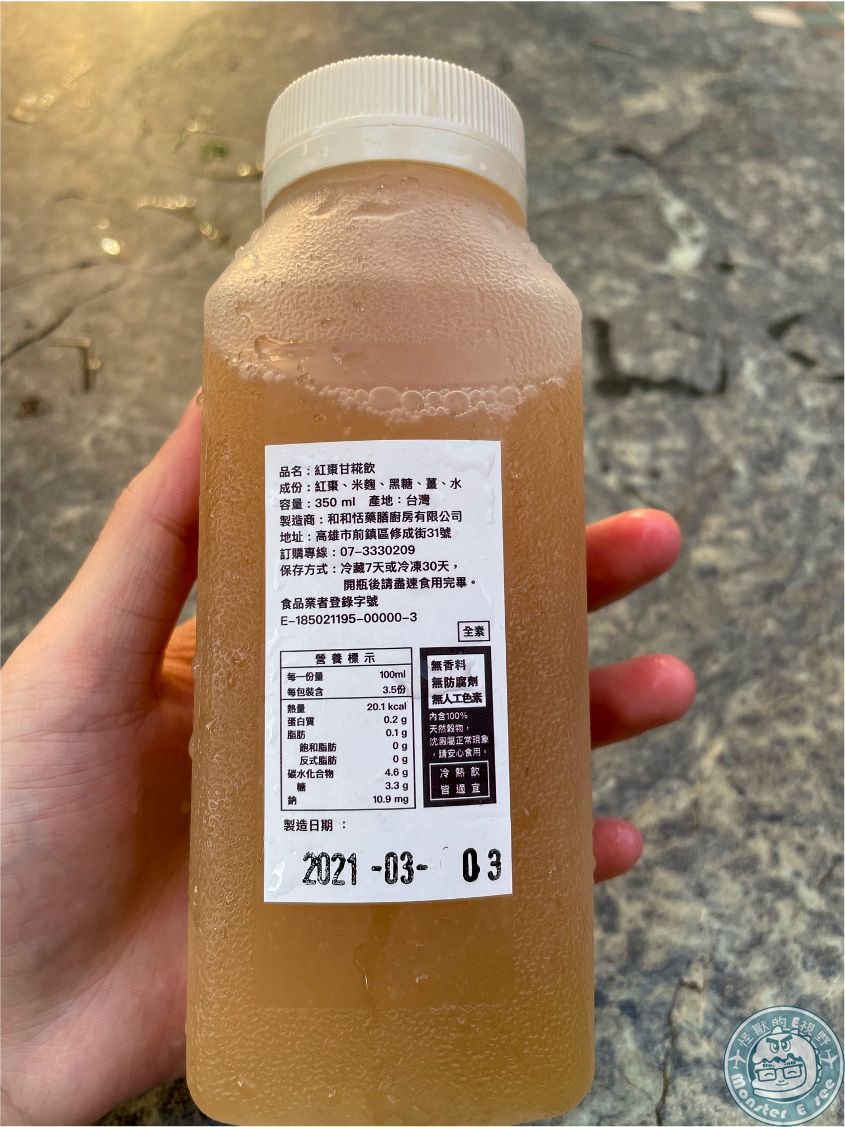 品名：紅棗甘糀飲
成份：紅棗、米麴、黑糖、薑、水
容量：350 ml 產地：台灣
製造商：和和恬藥膳廚房有限公司
地址：高雄市前鎮區修成街31號
訂購專線：07-3330209
保存方式：冷藏7天或冷凍30天，
開瓶後請盡速食用完畢。
食品業者登錄字號
E-185021195-00000-3
全素
營養標示
每一份量 100ml
每包裝含 3.5份
熱量 20.1 kcal
蛋白質 0.2 g
脂肪 0.1 g
飽和脂肪 0 g
反式脂肪 0 g
碳水化合物 4.6 g
糖 3.3 g
鈉 10.9 mg
無香料
無防腐劑
無人工色素
內含100%
天然穀物，
沈澱屬正常現象
，請安心食用。
冷熱飲
皆適宜
製造日期：
2021-03-03
怪獸的E視野
Monster E see